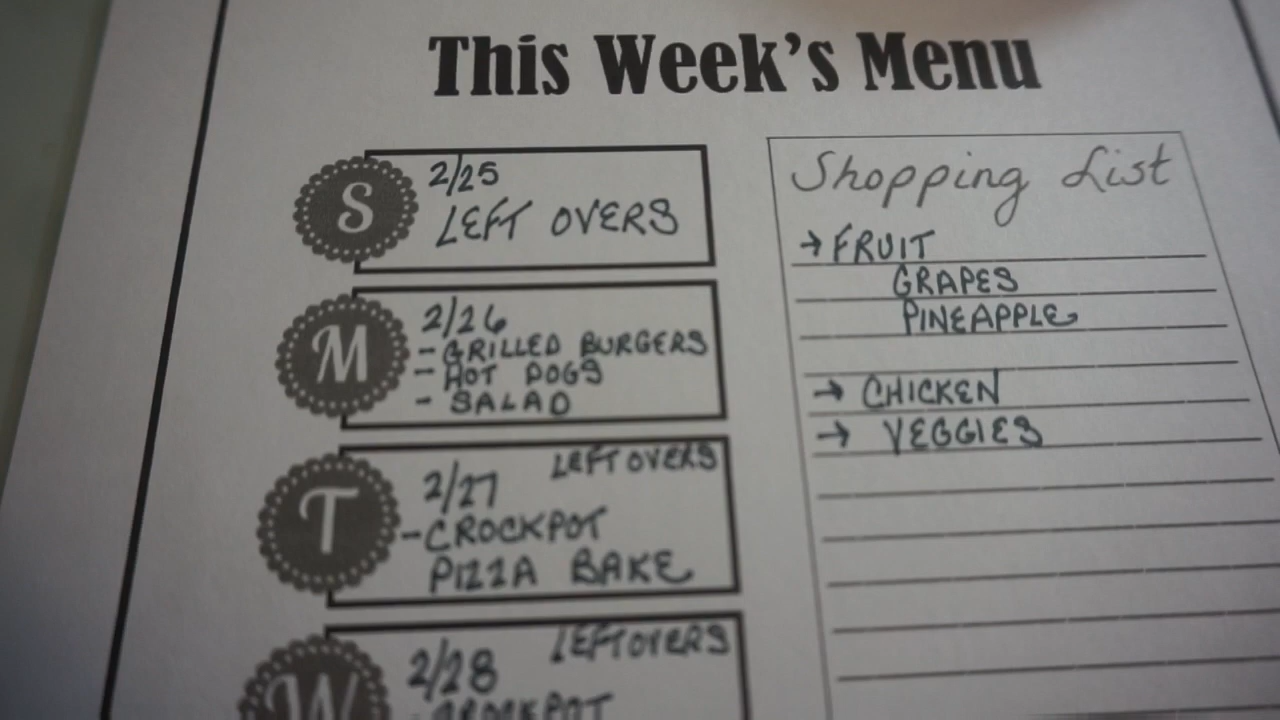 This Week's Menu
S
2/25
LEFT OVERS
M
2/26
- GRILLED BURGERS
- HOT DOGS
- SALAD
T
LEFTOVERS
2/27
- CROCKPOT
PIZZA BAKE
W
LEFTOVERS
2/28
- CROCKPOT
Shopping List
→ FRUIT
GRAPES
PINEAPPLE
→ CHICKEN
→ VEGGIES